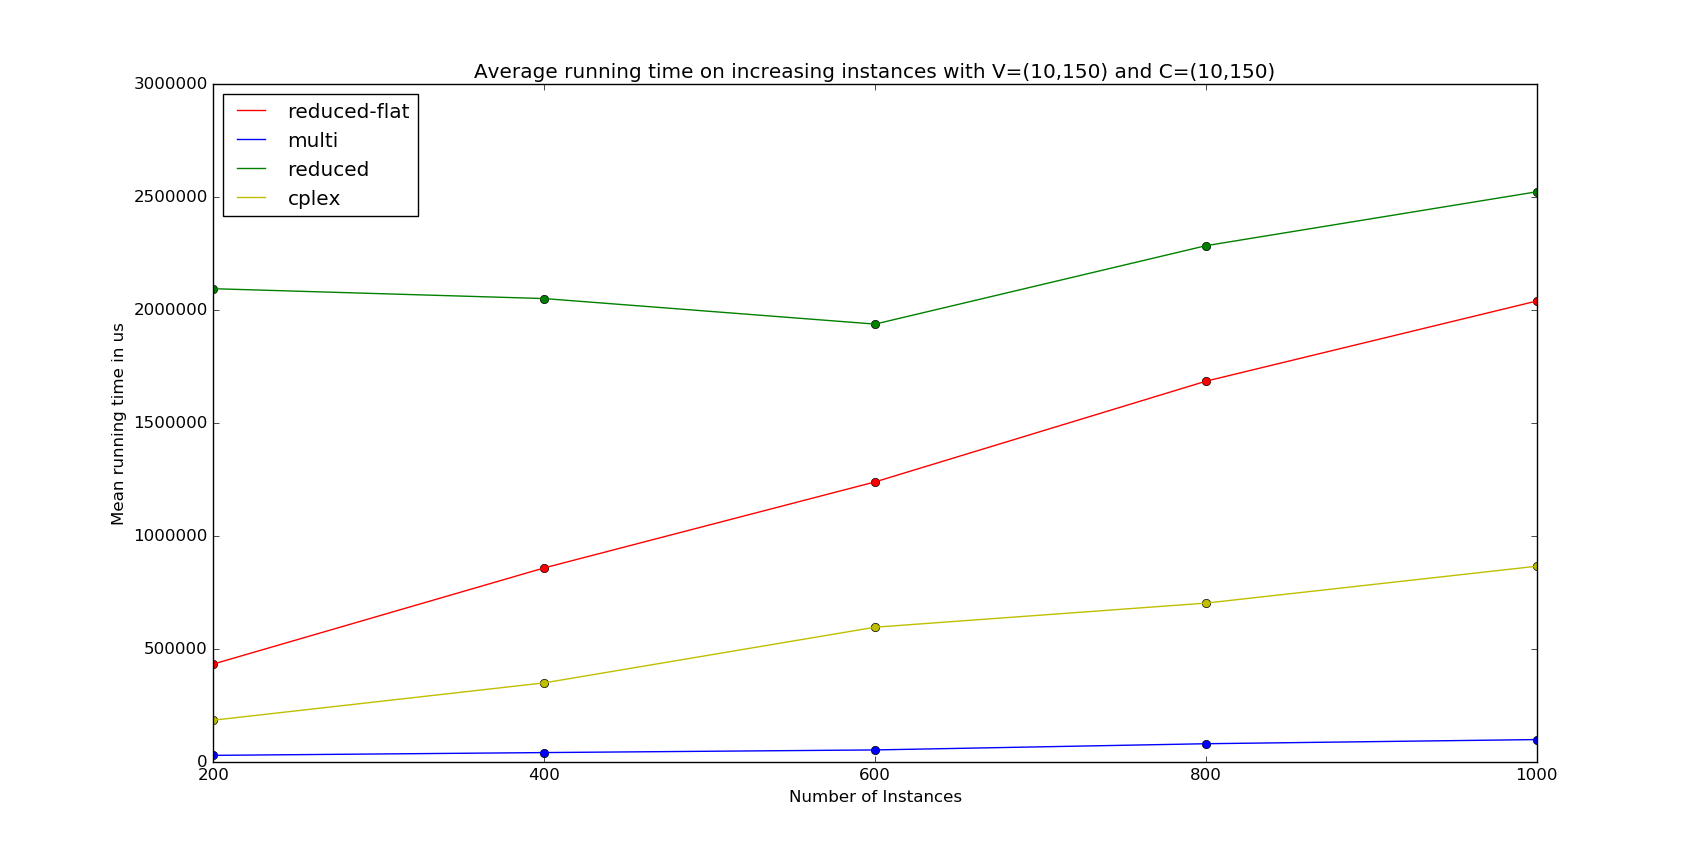 Average running time on increasing instances with V=(10,150) and C=(10,150)
3000000
2500000
2000000
1500000
1000000
500000
0
reduced-flat
multi
reduced
cplex
Mean running time in us
200 400 600 800 1000
Number of Instances